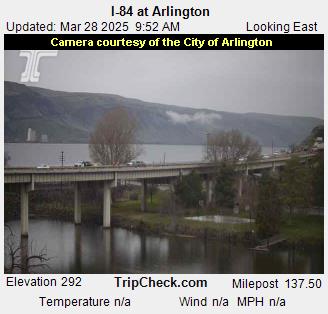 I-84 at Arlington
Updated: Mar 28 2025 9:52 AM Looking East
Camera courtesy of the City of Arlington
Elevation 292 TripCheck.com Milepost 137.50
Temperature n/a Wind n/a MPH n/a